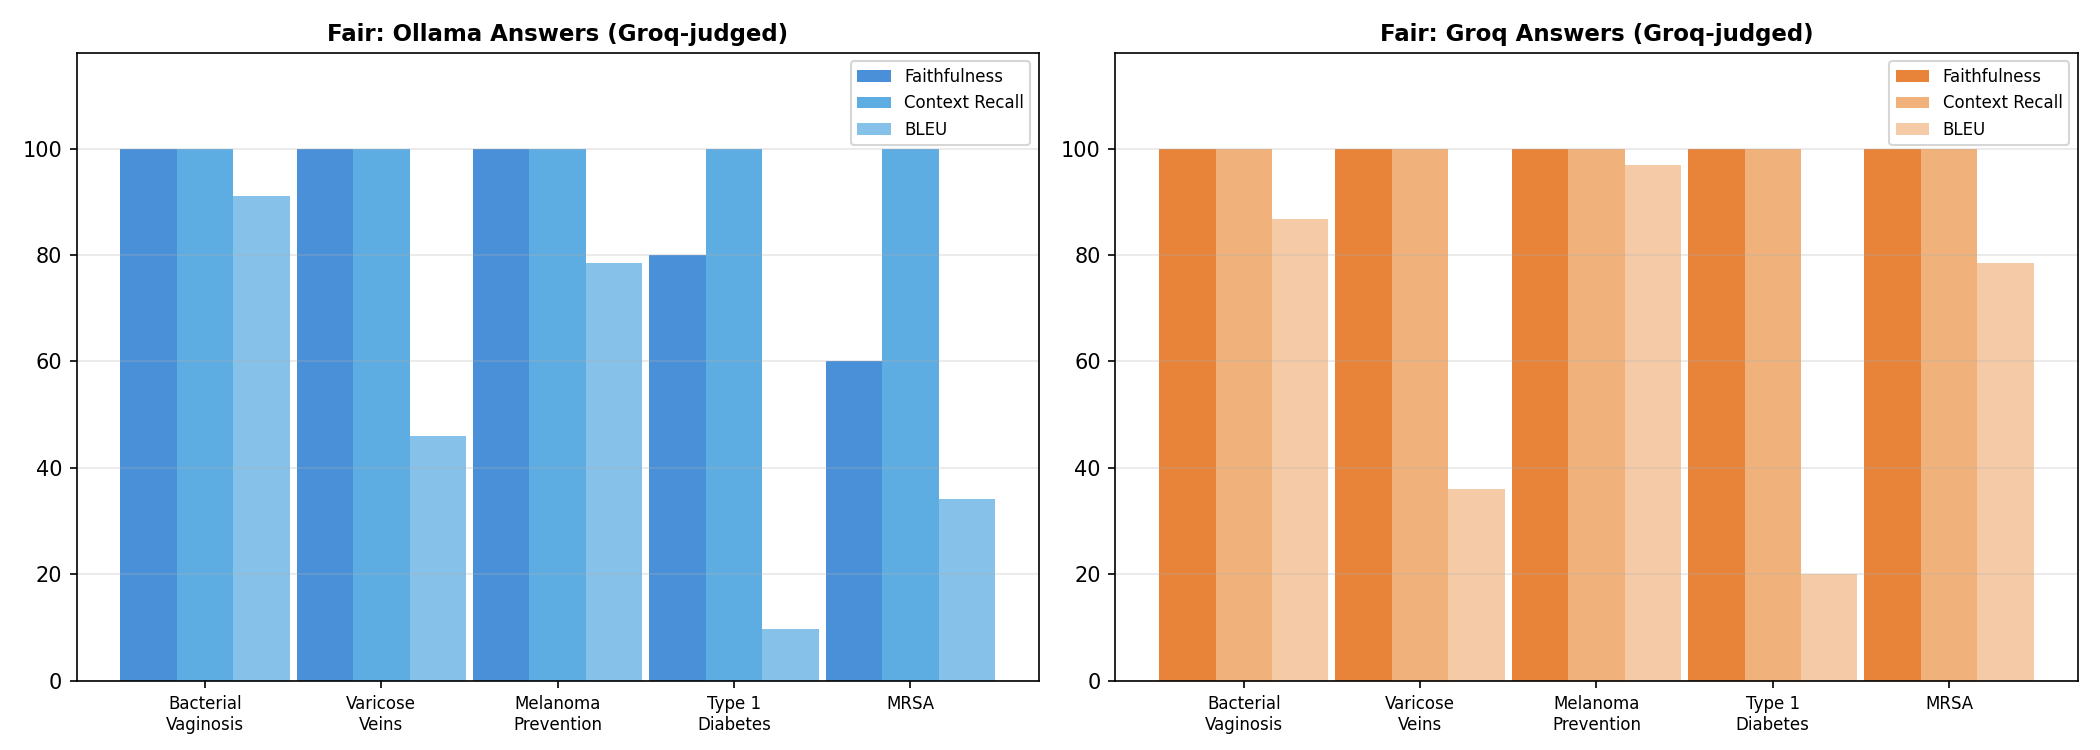 Fair: Ollama Answers (Groq-judged)
Faithfulness
Context Recall
BLEU
100
80
60
40
20
0
Bacterial
Vaginosis
Varicose
Veins
Melanoma
Prevention
Type 1
Diabetes
MRSA
Fair: Groq Answers (Groq-judged)
Faithfulness
Context Recall
BLEU
100
80
60
40
20
0
Bacterial
Vaginosis
Varicose
Veins
Melanoma
Prevention
Type 1
Diabetes
MRSA